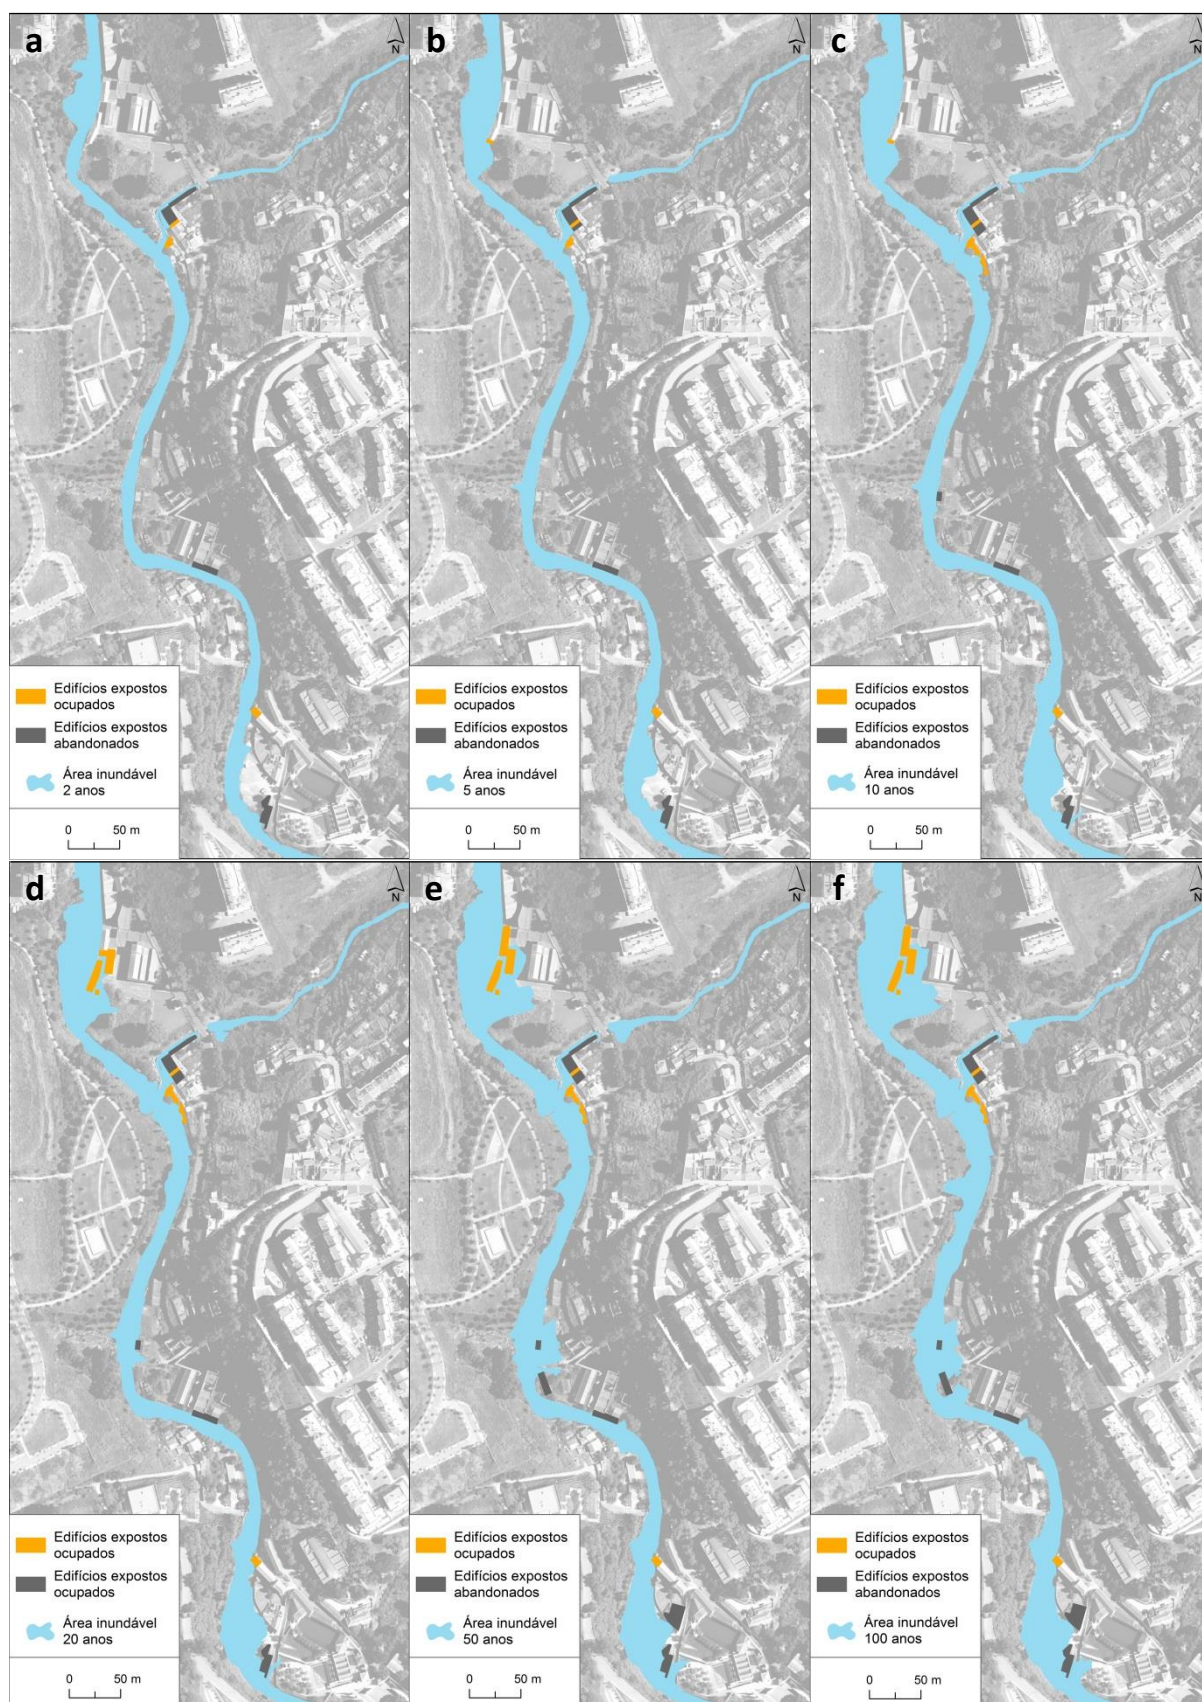 a
N
Edifícios expostos
ocupados
Edifícios expostos
abandonados
Área inundável
2 anos
0 50 m
b
N
Edifícios expostos
ocupados
Edifícios expostos
abandonados
Área inundável
5 anos
0 50 m
c
N
Edifícios expostos
ocupados
Edifícios expostos
abandonados
Área inundável
10 anos
0 50 m
d
N
Edifícios expostos
ocupados
Edifícios expostos
ocupados
Área inundável
20 anos
0 50 m
e
N
Edifícios expostos
ocupados
Edifícios expostos
abandonados
Área inundável
50 anos
0 50 m
f
N
Edifícios expostos
ocupados
Edifícios expostos
abandonados
Área inundável
100 anos
0 50 m